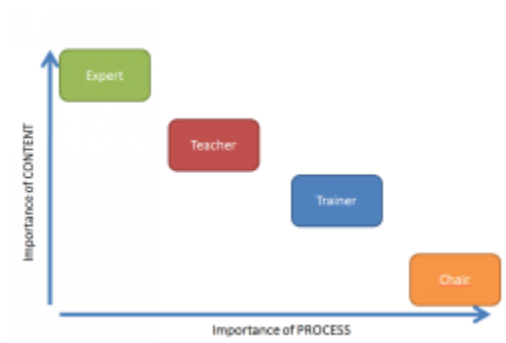 Expert
Teacher
Trainer
Chair
Importance of CONTENT
Importance of PROCESS